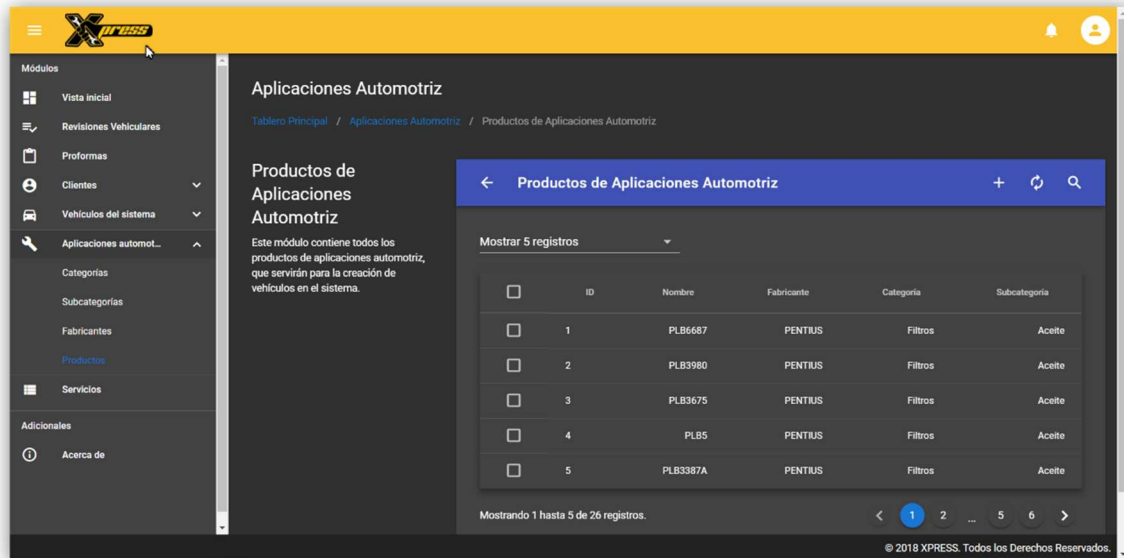 Xpress
Módulos
Vista inicial
Revisiones Vehiculares
Proformas
Clientes
Vehículos del sistema
Aplicaciones automot...
Categorías
Subcategorías
Fabricantes
Productos
Servicios
Adicionales
Acerca de
Aplicaciones Automotriz
Tablero Principal / Aplicaciones Automotriz / Productos de Aplicaciones Automotriz
Productos de
Aplicaciones
Automotriz
Este módulo contiene todos los
productos de aplicaciones automotriz,
que servirán para la creación de
vehículos en el sistema.
Productos de Aplicaciones Automotriz
Mostrar 5 registros
ID Nombre Fabricante Categoría Subcategoría
1 PLB6687 PENTIUS Filtros Aceite
2 PLB3980 PENTIUS Filtros Aceite
3 PLB3675 PENTIUS Filtros Aceite
4 PLB5 PENTIUS Filtros Aceite
5 PLB3387A PENTIUS Filtros Aceite
Mostrando 1 hasta 5 de 26 registros.
1 2 ... 5 6
© 2018 XPRESS. Todos los Derechos Reservados.